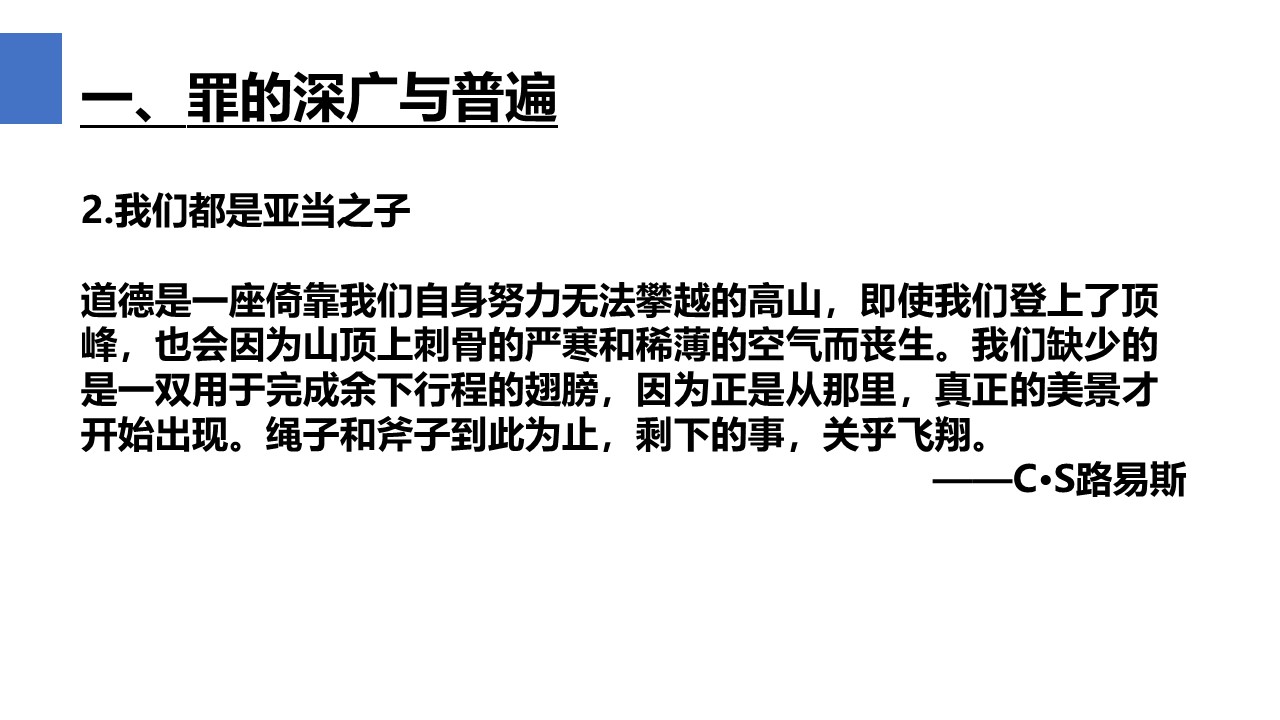 一、罪的深广与普遍
2.我们都是亚当之子
道德是一座倚靠我们自身努力无法攀越的高山，即使我们登上了顶
峰，也会因为山顶上刺骨的严寒和稀薄的空气而丧生。我们缺少的
是一双用于完成余下行程的翅膀，因为正是从那里，真正的美景才
开始出现。绳子和斧子到此为止，剩下的事，关乎飞翔。
——C•S路易斯